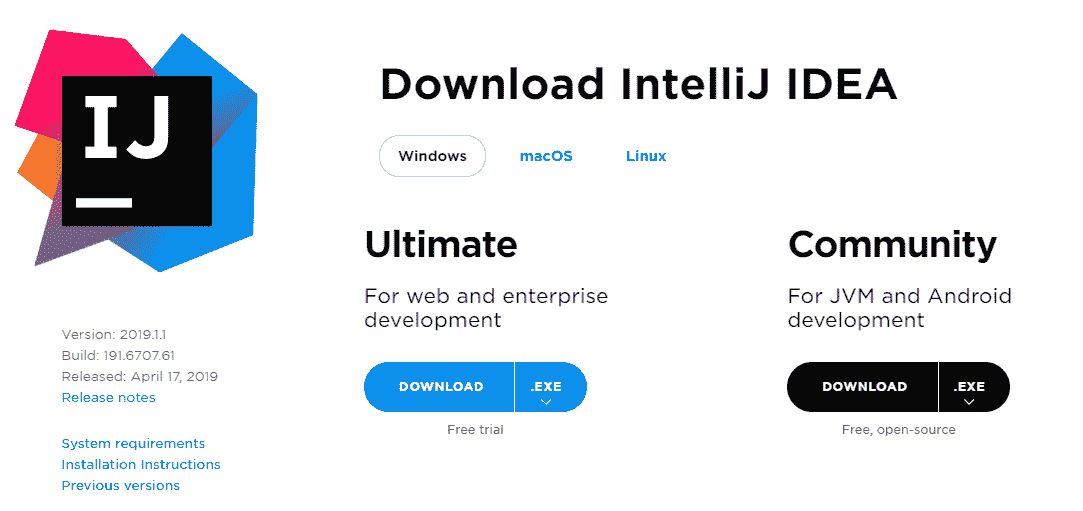 IJ
Download IntelliJ IDEA
Windows macOS Linux
Ultimate
For web and enterprise
development
DOWNLOAD .EXE
Free trial
Community
For JVM and Android
development
DOWNLOAD .EXE
Free, open-source
Version: 2019.1.1
Build: 191.6707.61
Released: April 17, 2019
Release notes
System requirements
Installation Instructions
Previous versions